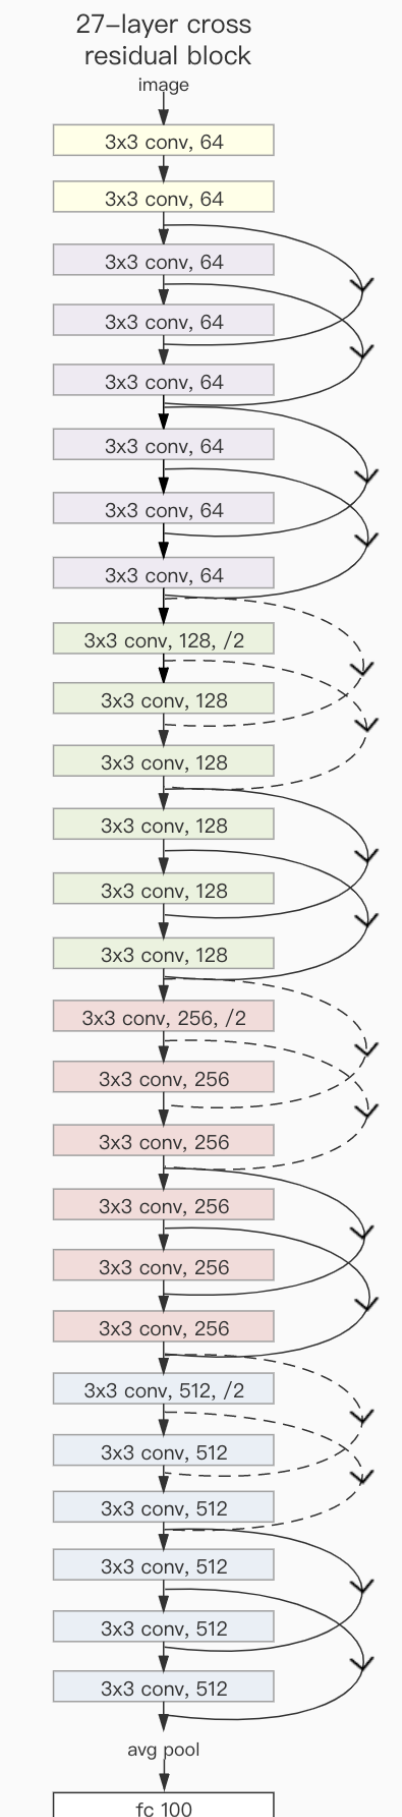 27-layer cross
residual block
image
3x3 conv, 64
3x3 conv, 64
3x3 conv, 64
3x3 conv, 64
3x3 conv, 64
3x3 conv, 64
3x3 conv, 64
3x3 conv, 64
3x3 conv, 128, /2
3x3 conv, 128
3x3 conv, 128
3x3 conv, 128
3x3 conv, 128
3x3 conv, 128
3x3 conv, 256, /2
3x3 conv, 256
3x3 conv, 256
3x3 conv, 256
3x3 conv, 256
3x3 conv, 256
3x3 conv, 512, /2
3x3 conv, 512
3x3 conv, 512
3x3 conv, 512
3x3 conv, 512
3x3 conv, 512
avg pool
fc 100